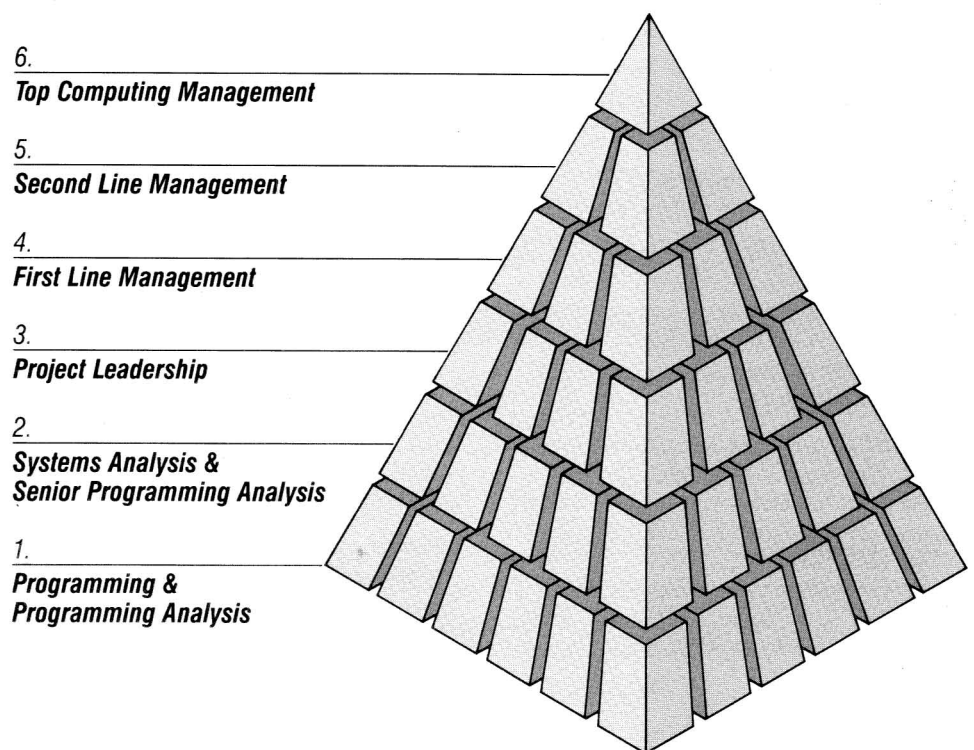 6.
Top Computing Management
5.
Second Line Management
4.
First Line Management
3.
Project Leadership
2.
Systems Analysis &
Senior Programming Analysis
1.
Programming &
Programming Analysis